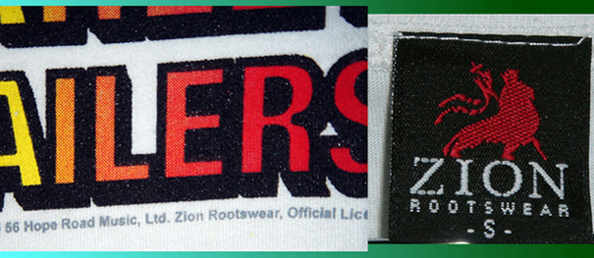 AILERS
56 Hope Road Music, Ltd. Zion Rootswear, Official Lice
ZION
ROOTSWEAR
- S -